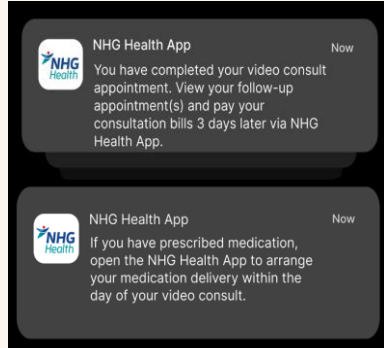 NHG Health App
Now
NHG
Health
You have completed your video consult
appointment. View your follow-up
appointment(s) and pay your
consultation bills 3 days later via NHG
Health App.
NHG Health App
Now
NHG
Health
If you have prescribed medication,
open the NHG Health App to arrange
your medication delivery within the
day of your video consult.